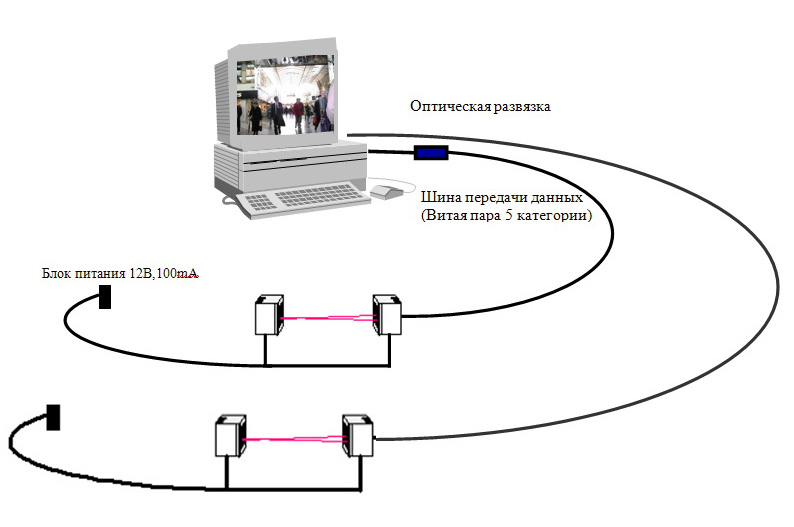 Оптическая развязка
Шина передачи данных
(Витая пара 5 категории)
Блок питания 12В,100mA